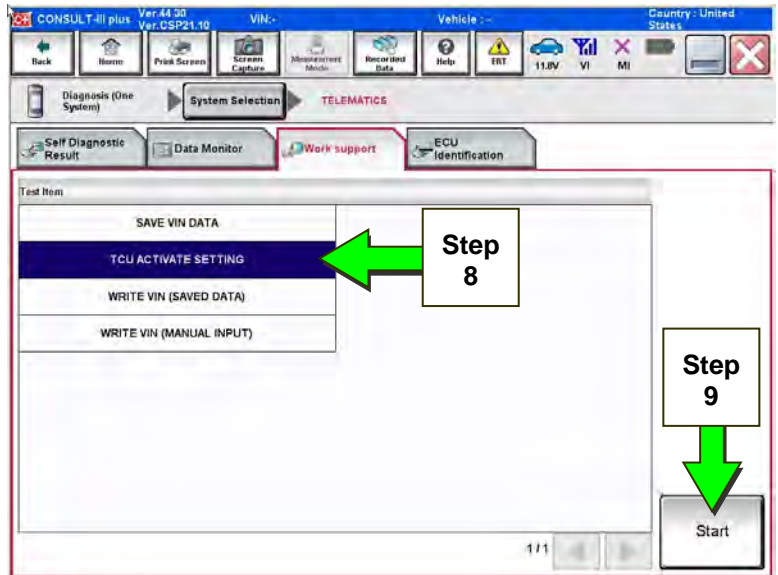 CONSULT-III plus Ver.44.30 VIN:- Vehicle : - Country : United
Ver.CSP21.10 States
Back Home Print Screen Screen Capture Measurement Mode Recorded Data Help ERT 11.8V VI MI
Diagnosis (One System) System Selection TELEMATICS
Self Diagnostic Result Data Monitor Work support ECU Identification
Test Item
SAVE VIN DATA
TCU ACTIVATE SETTING
WRITE VIN (SAVED DATA)
WRITE VIN (MANUAL INPUT)
Step
8
Step
9
Start
1/1